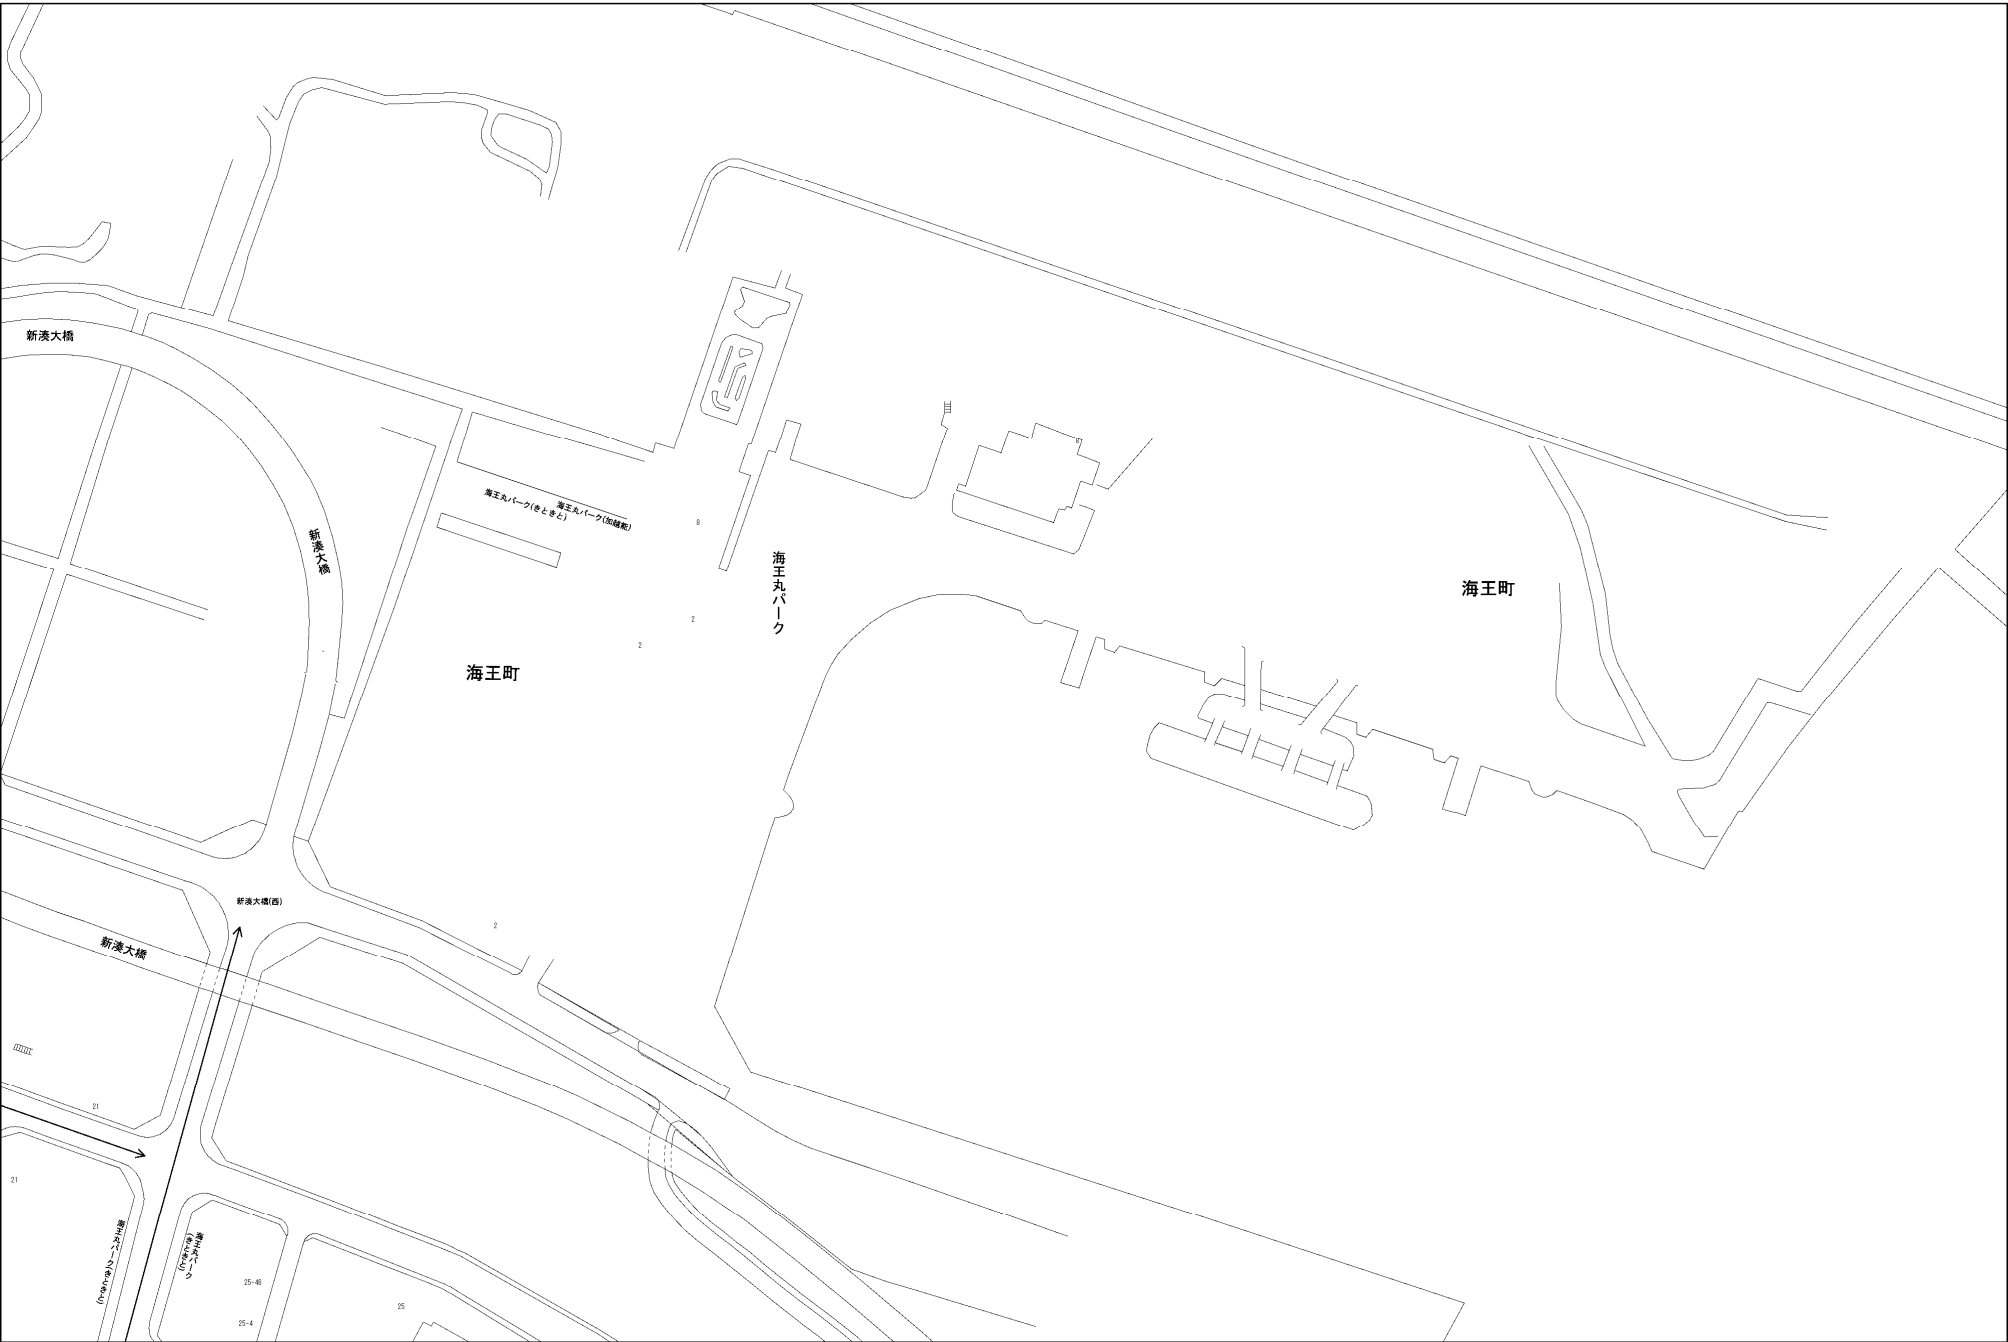 新湊大橋
8
海王丸パーク(きときと)
海王丸パーク(加越能)
8
新湊大橋
海王丸パーク
海王町
2
2
海王町
新湊大橋(西)
2
新湊大橋
21
21
海王丸パーク(きときと)
海王丸パーク
(きときと)
25-46
25
25-4